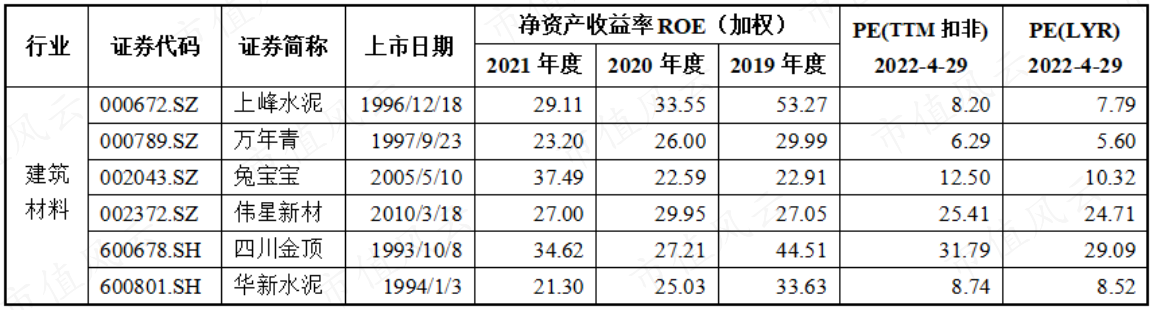 行业 证券代码 证券简称 上市日期 净资产收益率 ROE（加权） PE(TTM 扣非) 2022-4-29 PE(LYR) 2022-4-29
2021 年度 2020 年度 2019 年度
建筑材料
000672.SZ 上峰水泥 1996/12/18 29.11 33.55 53.27 8.20 7.79
000789.SZ 万年青 1997/9/23 23.20 26.00 29.99 6.29 5.60
002043.SZ 兔宝宝 2005/5/10 37.49 22.59 22.91 12.50 10.32
002372.SZ 伟星新材 2010/3/18 27.00 29.95 27.05 25.41 24.71
600678.SH 四川金顶 1993/10/8 34.62 27.21 44.51 31.79 29.09
600801.SH 华新水泥 1994/1/3 21.30 25.03 33.63 8.74 8.52
市值风云